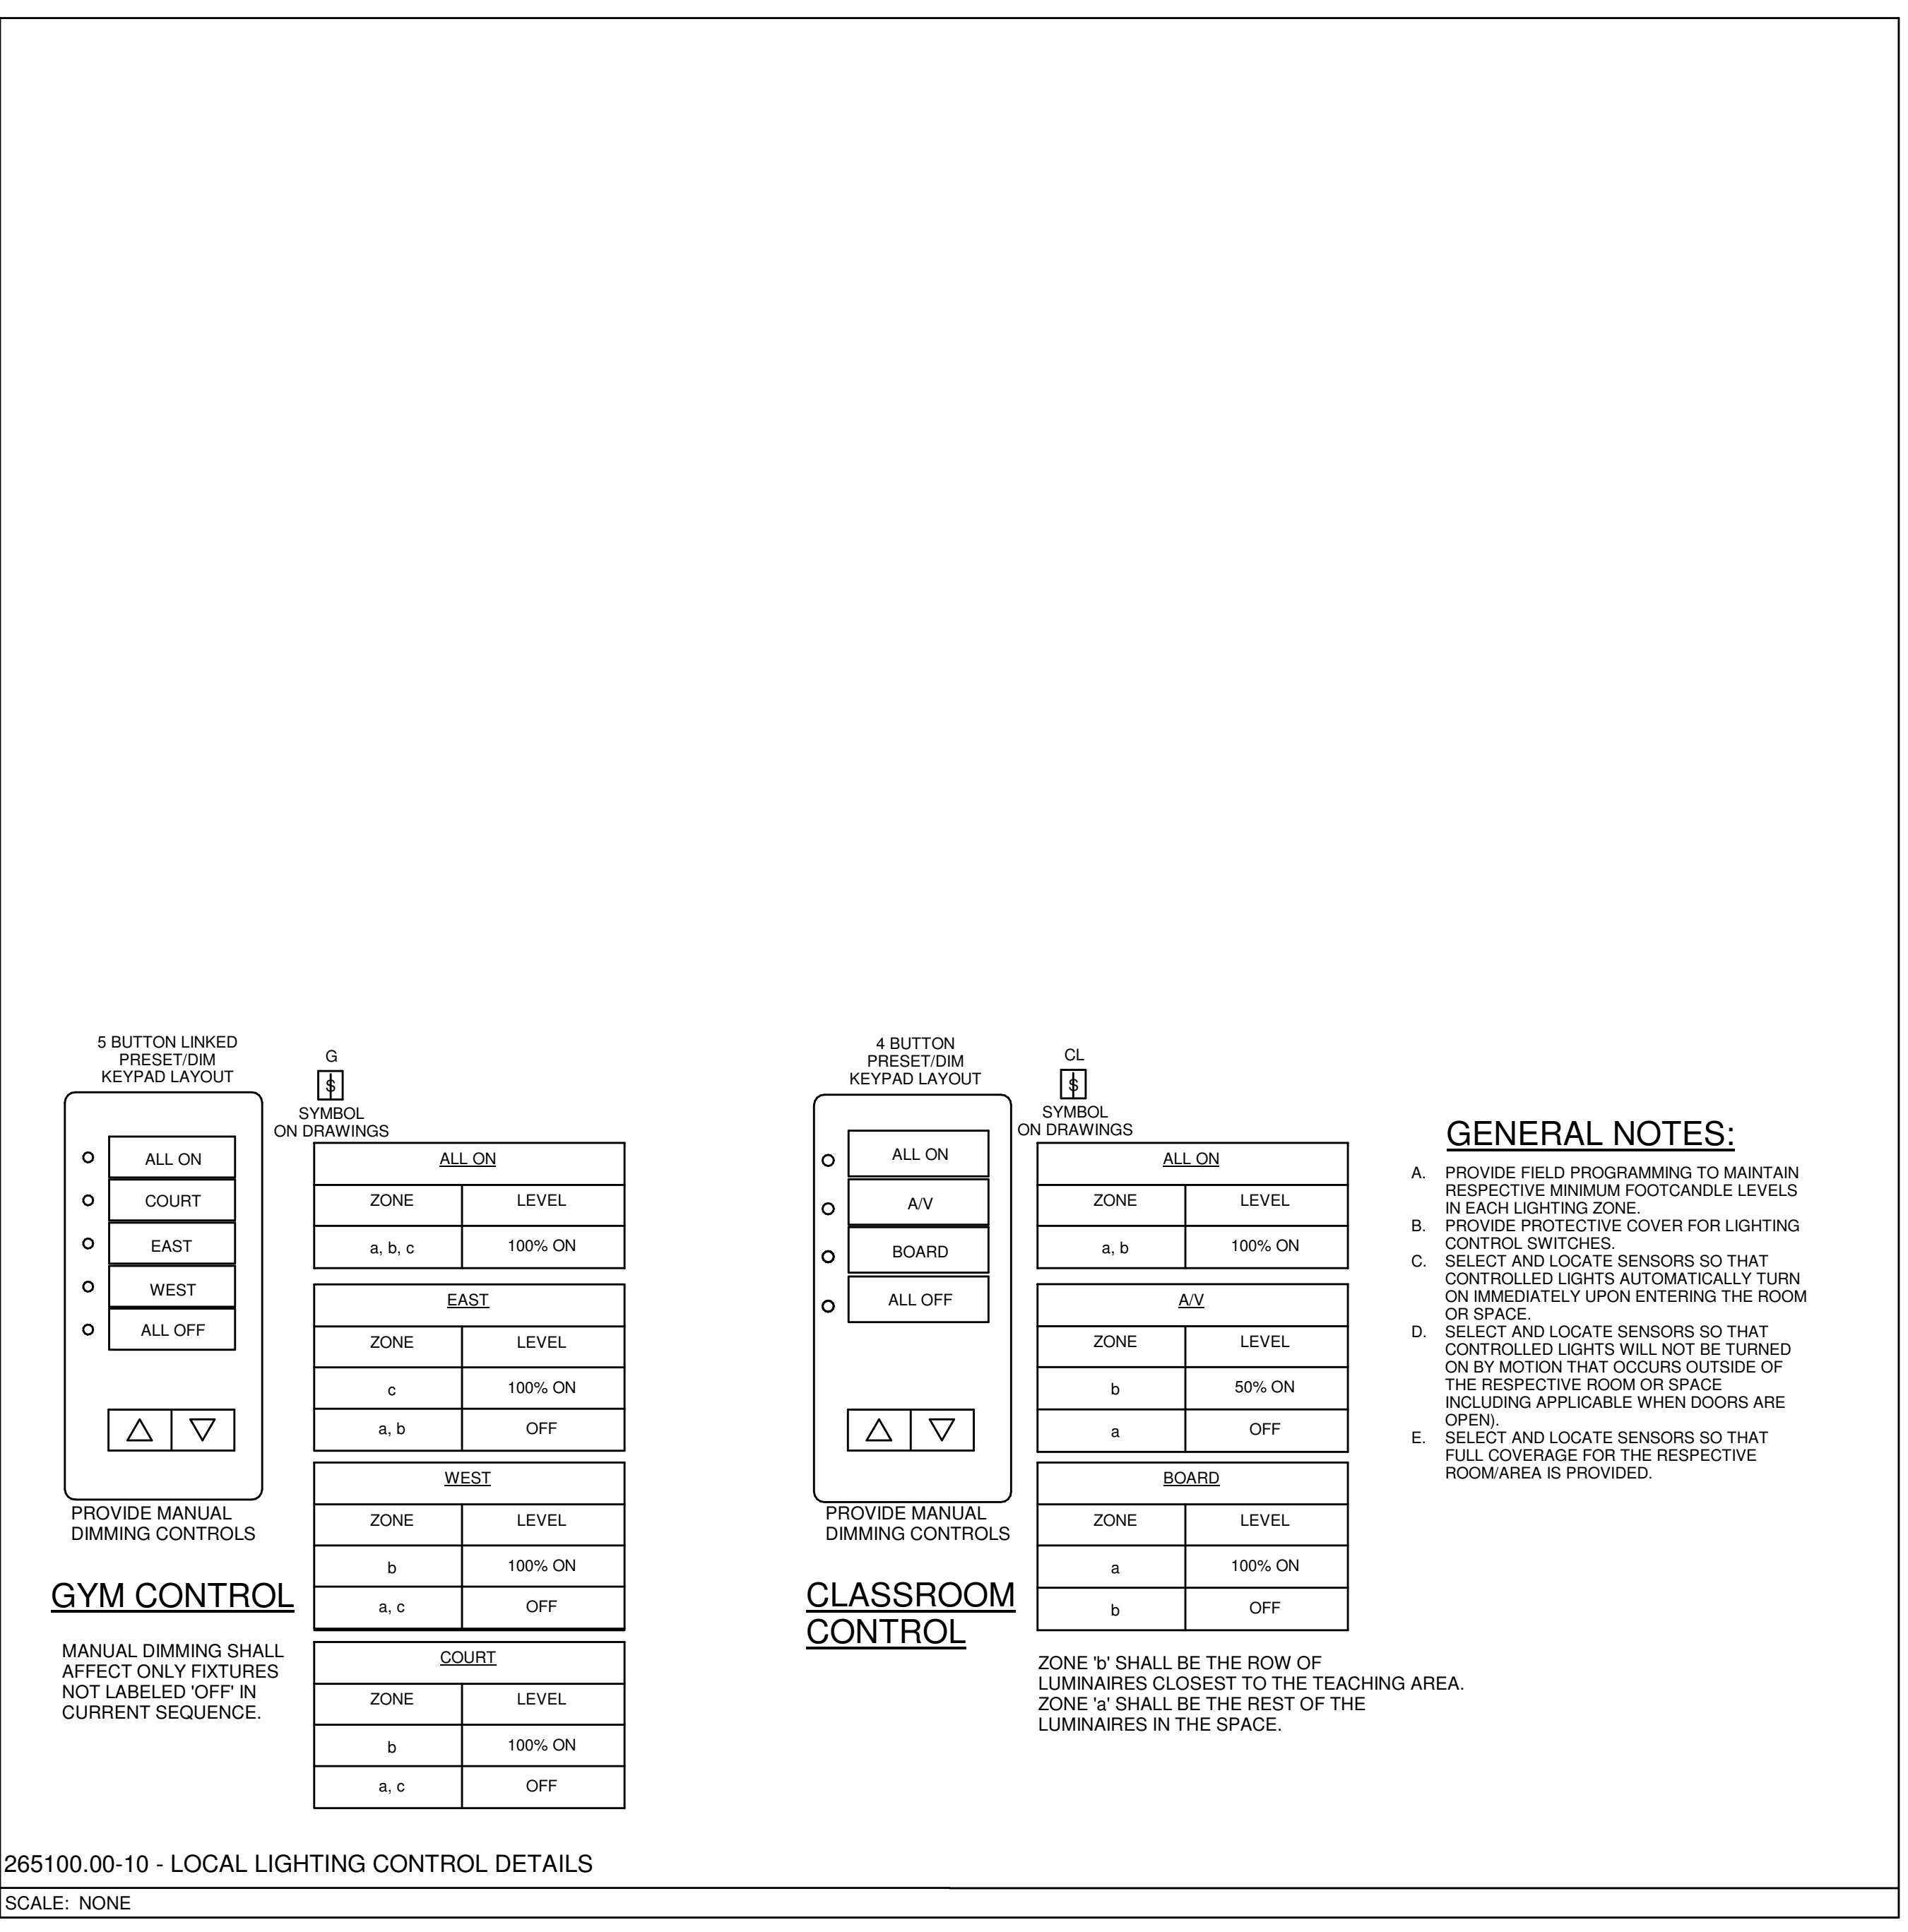 5 BUTTON LINKED
PRESET/DIM
KEYPAD LAYOUT
ALL ON
COURT
EAST
WEST
ALL OFF
PROVIDE MANUAL
DIMMING CONTROLS
GYM CONTROL
MANUAL DIMMING SHALL
AFFECT ONLY FIXTURES
NOT LABELED 'OFF' IN
CURRENT SEQUENCE.
G
$
SYMBOL
ON DRAWINGS
ALL ON
ZONE LEVEL
a, b, c 100% ON
EAST
ZONE LEVEL
c 100% ON
a, b OFF
WEST
ZONE LEVEL
b 100% ON
a, c OFF
COURT
ZONE LEVEL
b 100% ON
a, c OFF
4 BUTTON
PRESET/DIM
KEYPAD LAYOUT
ALL ON
A/V
BOARD
ALL OFF
PROVIDE MANUAL
DIMMING CONTROLS
CLASSROOM
CONTROL
CL
$
SYMBOL
ON DRAWINGS
ALL ON
ZONE LEVEL
a, b 100% ON
A/V
ZONE LEVEL
b 50% ON
a OFF
BOARD
ZONE LEVEL
a 100% ON
b OFF
ZONE 'b' SHALL BE THE ROW OF
LUMINAIRES CLOSEST TO THE TEACHING AREA.
ZONE 'a' SHALL BE THE REST OF THE
LUMINAIRES IN THE SPACE.
GENERAL NOTES:
A. PROVIDE FIELD PROGRAMMING TO MAINTAIN
RESPECTIVE MINIMUM FOOTCANDLE LEVELS
IN EACH LIGHTING ZONE.
B. PROVIDE PROTECTIVE COVER FOR LIGHTING
CONTROL SWITCHES.
C. SELECT AND LOCATE SENSORS SO THAT
CONTROLLED LIGHTS AUTOMATICALLY TURN
ON IMMEDIATELY UPON ENTERING THE ROOM
OR SPACE.
D. SELECT AND LOCATE SENSORS SO THAT
CONTROLLED LIGHTS WILL NOT BE TURNED
ON BY MOTION THAT OCCURS OUTSIDE OF
THE RESPECTIVE ROOM OR SPACE
INCLUDING APPLICABLE WHEN DOORS ARE
OPEN).
E. SELECT AND LOCATE SENSORS SO THAT
FULL COVERAGE FOR THE RESPECTIVE
ROOM/AREA IS PROVIDED.
265100.00-10 - LOCAL LIGHTING CONTROL DETAILS
SCALE: NONE